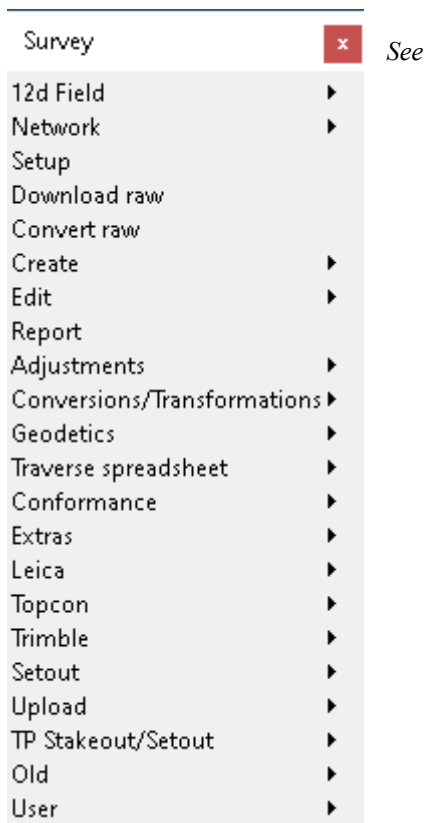 Survey
x
See
12d Field
Network
Setup
Download raw
Convert raw
Create
Edit
Report
Adjustments
Conversions/Transformations
Geodetics
Traverse spreadsheet
Conformance
Extras
Leica
Topcon
Trimble
Setout
Upload
TP Stakeout/Setout
Old
User